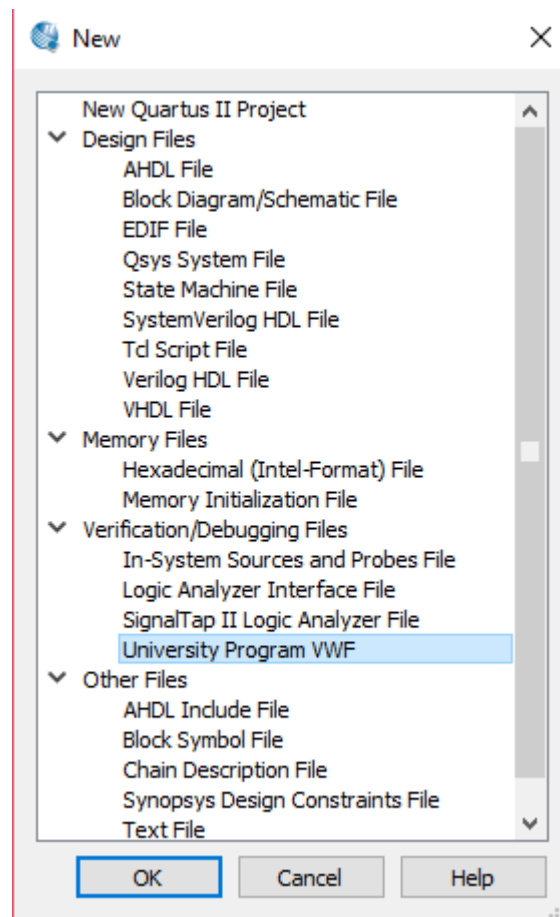 New
New Quartus II Project
Design Files
AHDL File
Block Diagram/Schematic File
EDIF File
Qsys System File
State Machine File
SystemVerilog HDL File
Tcl Script File
Verilog HDL File
VHDL File
Memory Files
Hexadecimal (Intel-Format) File
Memory Initialization File
Verification/Debugging Files
In-System Sources and Probes File
Logic Analyzer Interface File
SignalTap II Logic Analyzer File
University Program VWF
Other Files
AHDL Include File
Block Symbol File
Chain Description File
Synopsys Design Constraints File
Text File
OK Cancel Help